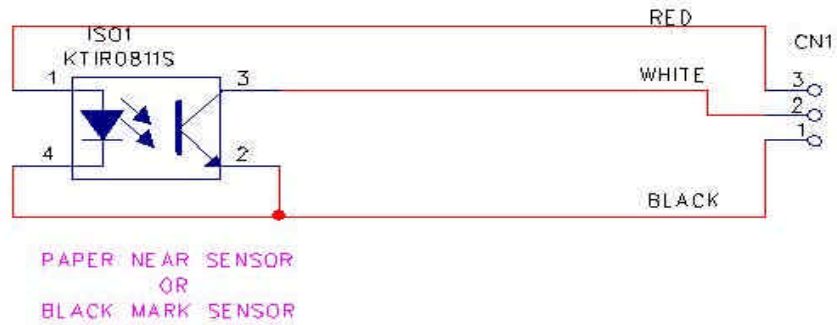 RED
ISO1
CN1
KTIR0811S
1
3
WHITE
3
2
1
4
2
BLACK
PAPER NEAR SENSOR
OR
BLACK MARK SENSOR